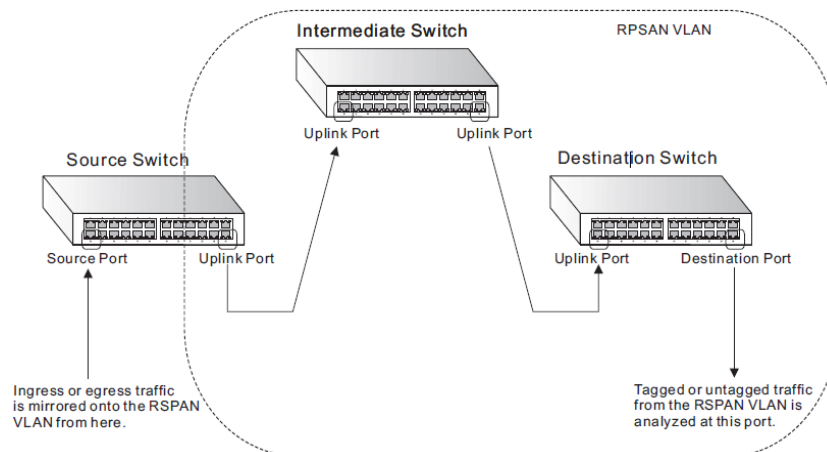 Intermediate Switch
RPSAN VLAN
Uplink Port
Uplink Port
Source Switch
Destination Switch
Source Port
Uplink Port
Uplink Port
Destination Port
Ingress or egress traffic
is mirrored onto the RSPAN
VLAN from here.
Tagged or untagged traffic
from the RSPAN VLAN is
analyzed at this port.